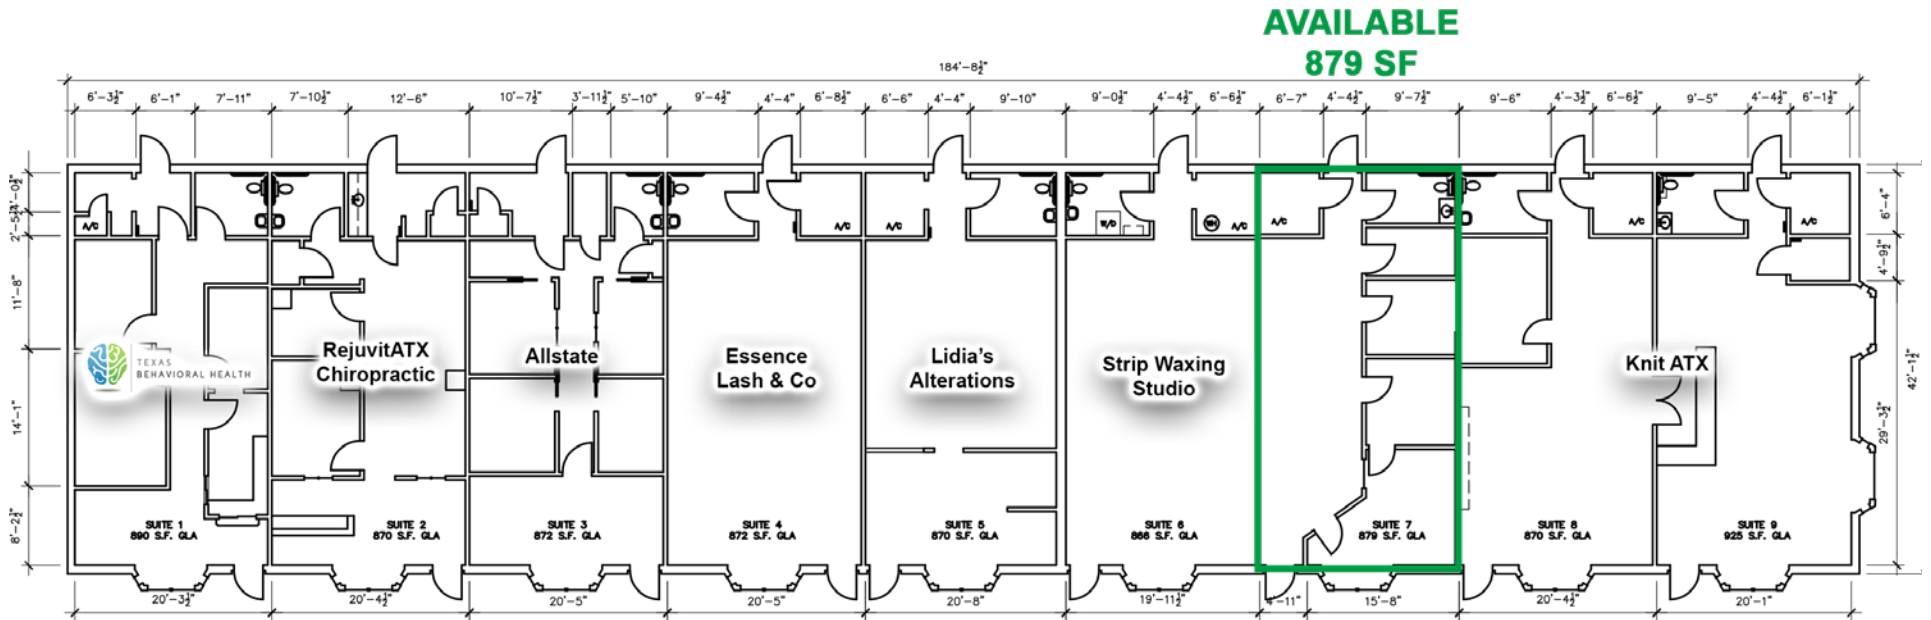 AVAILABLE
879 SF
184'-8½"
6'-3½" 6'-1" 7'-11" 7'-10½" 12'-6" 10'-7½" 3'-11½" 5'-10" 9'-4½" 4'-4" 6'-8½" 6'-6" 4'-4" 9'-10" 9'-0½" 4'-4½" 6'-6½" 6'-7" 4'-4½" 9'-7½" 9'-6" 4'-3½" 6'-6½" 9'-5" 4'-4½" 6'-1½"
4'-0½"
2'-5½"
11'-8"
14'-1"
8'-2½"
A/C
A/C
A/C
W/D
WH
A/C
A/C
A/C
A/C
6'-4"
4'-9½"
42'-1½"
29'-3½"
TEXAS
BEHAVIORAL HEALTH
RejuvitATX
Chiropractic
Allstate
Essence
Lash & Co
Lidia's
Alterations
Strip Waxing
Studio
Knit ATX
SUITE 1
890 S.F. GLA
SUITE 2
870 S.F. GLA
SUITE 3
872 S.F. GLA
SUITE 4
872 S.F. GLA
SUITE 5
870 S.F. GLA
SUITE 6
866 S.F. GLA
SUITE 7
879 S.F. GLA
SUITE 8
870 S.F. GLA
SUITE 9
925 S.F. GLA
20'-3½" 20'-4½" 20'-5" 20'-5" 20'-8" 19'-11½" 4'-11" 15'-8" 20'-4½" 20'-1"